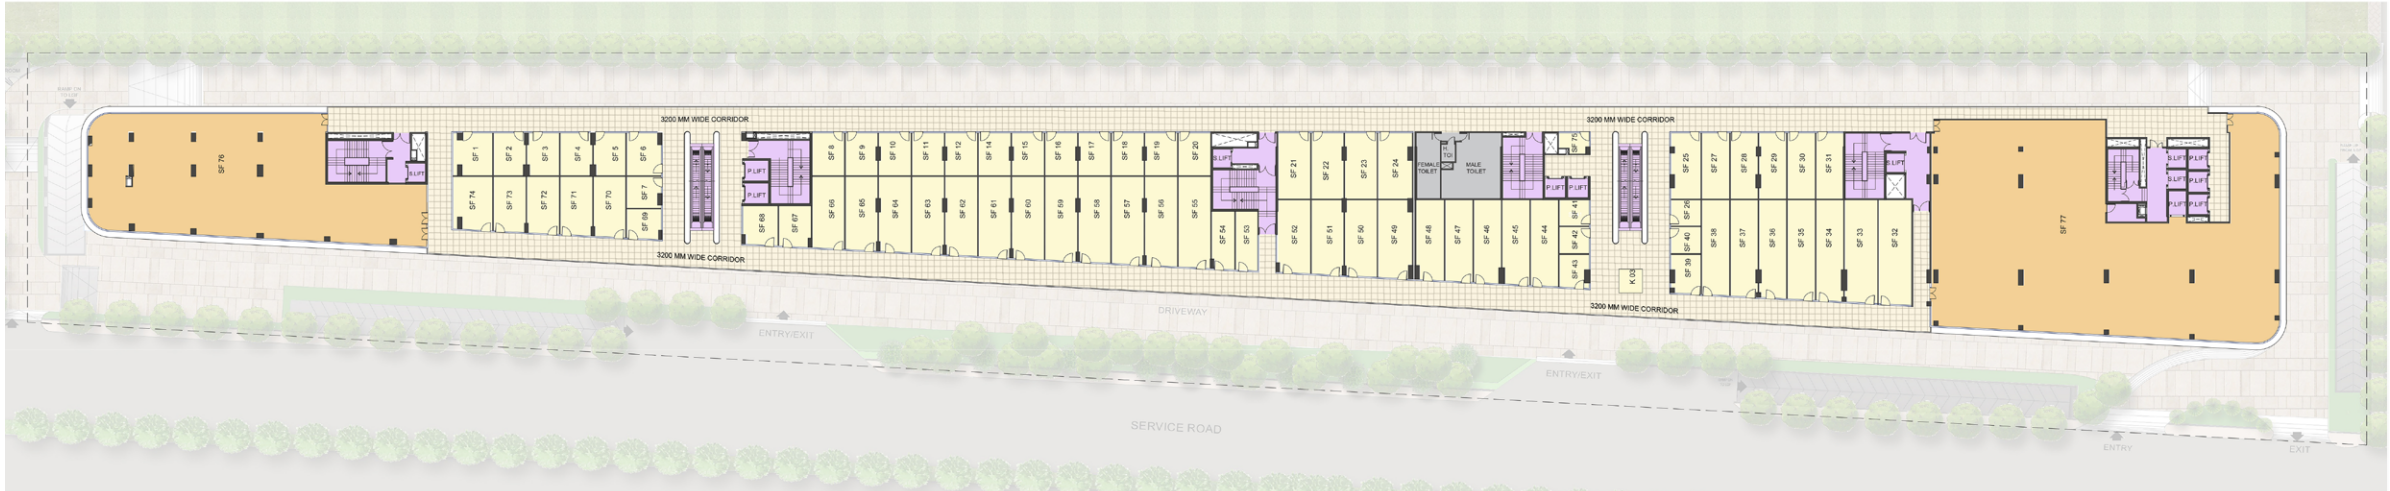 3200 MM WIDE CORRIDOR
3200 MM WIDE CORRIDOR
SF 76
S.LIFT
SF 1
SF 2
SF 3
SF 4
SF 5
SF 6
SF 7
SF 74
SF 73
SF 72
SF 71
SF 70
SF 69
P.LIFT
P.LIFT
SF 68
SF 67
SF 8
SF 9
SF 10
SF 11
SF 12
SF 14
SF 15
SF 16
SF 17
SF 18
SF 19
SF 20
SF 66
SF 65
SF 64
SF 63
SF 62
SF 61
SF 60
SF 59
SF 58
SF 57
SF 56
SF 55
S.LIFT
SF 54
SF 53
SF 21
SF 22
SF 23
SF 24
SF 52
SF 51
SF 50
SF 49
FEMALE
TOILET
H.
TOI
MALE
TOILET
P.LIFT
P.LIFT
SF 75
SF 48
SF 47
SF 46
SF 45
SF 44
SF 41
SF 42
SF 43
K 03
SF 25
SF 27
SF 28
SF 29
SF 30
SF 31
SF 26
SF 40
SF 39
SF 38
SF 37
SF 36
SF 35
SF 34
SF 33
SF 32
S.LIFT
SF 77
S.LIFT
P.LIFT
S.LIFT
P.LIFT
P.LIFT
P.LIFT
3200 MM WIDE CORRIDOR
3200 MM WIDE CORRIDOR
DRIVEWAY
ENTRY/EXIT
ENTRY/EXIT
SERVICE ROAD
ENTRY
EXIT